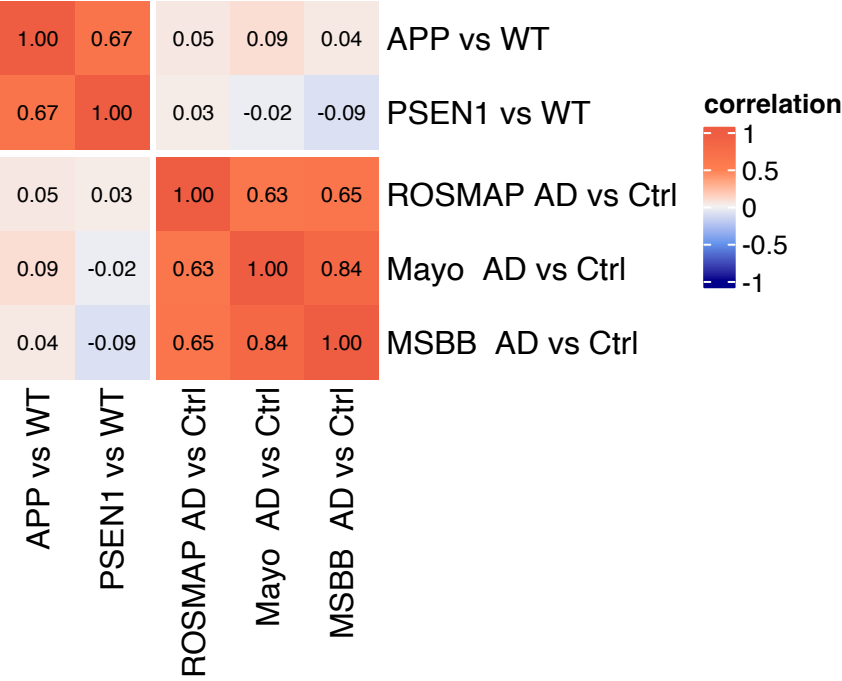 1.00 0.67 0.05 0.09 0.04 APP vs WT
0.67 1.00 0.03 -0.02 -0.09 PSEN1 vs WT
0.05 0.03 1.00 0.63 0.65 ROSMAP AD vs Ctrl
0.09 -0.02 0.63 1.00 0.84 Mayo  AD vs Ctrl
0.04 -0.09 0.65 0.84 1.00 MSBB  AD vs Ctrl
APP vs WT
PSEN1 vs WT
ROSMAP AD vs Ctrl
Mayo  AD vs Ctrl
MSBB  AD vs Ctrl
correlation
1
0.5
0
-0.5
-1